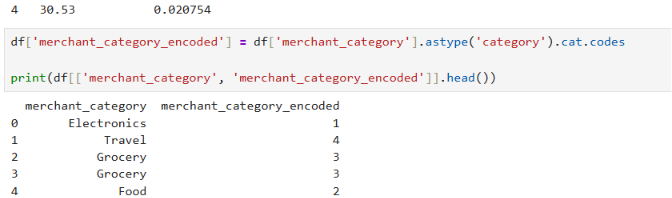 4 30.53 0.020754
df['merchant_category_encoded'] = df['merchant_category'].astype('category').cat.codes
print(df[['merchant_category', 'merchant_category_encoded']].head())
merchant_category merchant_category_encoded
0 Electronics 1
1 Travel 4
2 Grocery 3
3 Grocery 3
4 Food 2